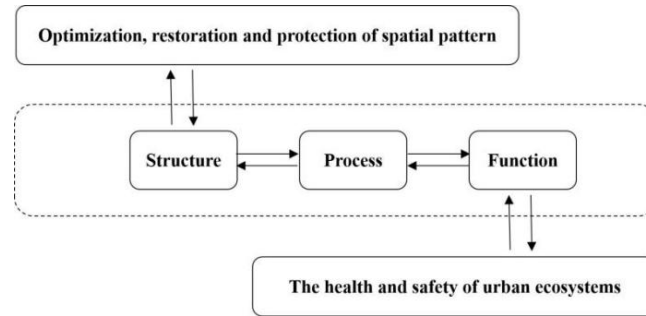 Optimization, restoration and protection of spatial pattern
Structure
Process
Function
The health and safety of urban ecosystems